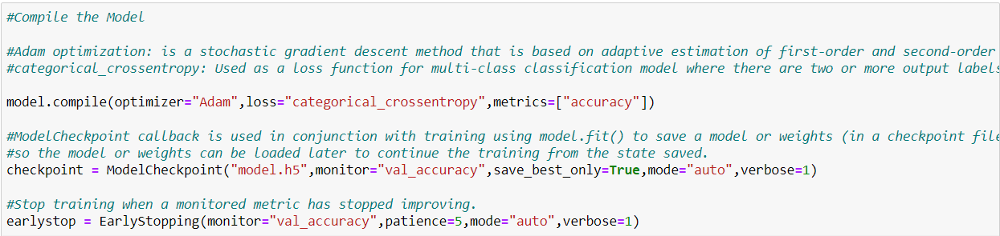 #Compile the Model
#Adam optimization: is a stochastic gradient descent method that is based on adaptive estimation of first-order and second-order
#categorical_crossentropy: Used as a loss function for multi-class classification model where there are two or more output labels
model.compile(optimizer="Adam",loss="categorical_crossentropy",metrics=["accuracy"])
#ModelCheckpoint callback is used in conjunction with training using model.fit() to save a model or weights (in a checkpoint file
#so the model or weights can be loaded later to continue the training from the state saved.
checkpoint = ModelCheckpoint("model.h5",monitor="val_accuracy",save_best_only=True,mode="auto",verbose=1)
#Stop training when a monitored metric has stopped improving.
earlystop = EarlyStopping(monitor="val_accuracy",patience=5,mode="auto",verbose=1)